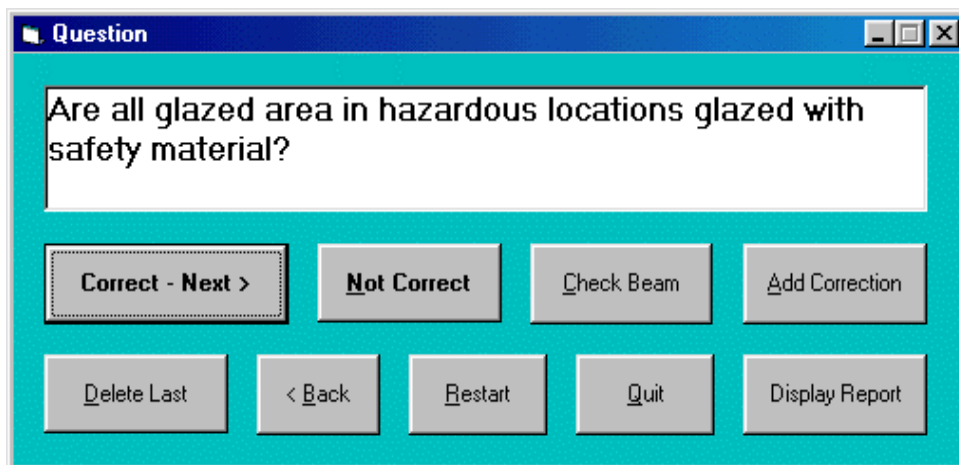 Question
Are all glazed area in hazardous locations glazed with
safety material?
Correct - Next >
Not Correct
Check Beam
Add Correction
Delete Last
< Back
Restart
Quit
Display Report